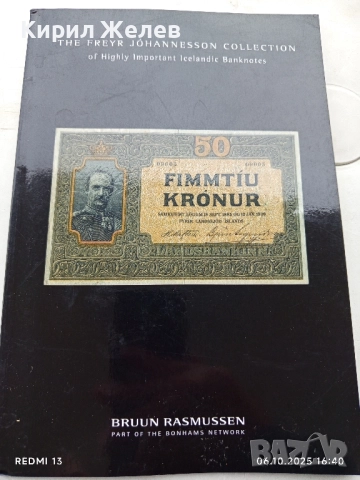 Кирил Желев
THE FREYR JÓHANNESSON COLLECTION
of Highly Important Icelandic Banknotes
50
FIMMTÍU
KRÓNUR
BRUUN RASMUSSEN
PART OF THE BONHAMS NETWORK
REDMI 13
06.10.2025 16:40
BAZAR